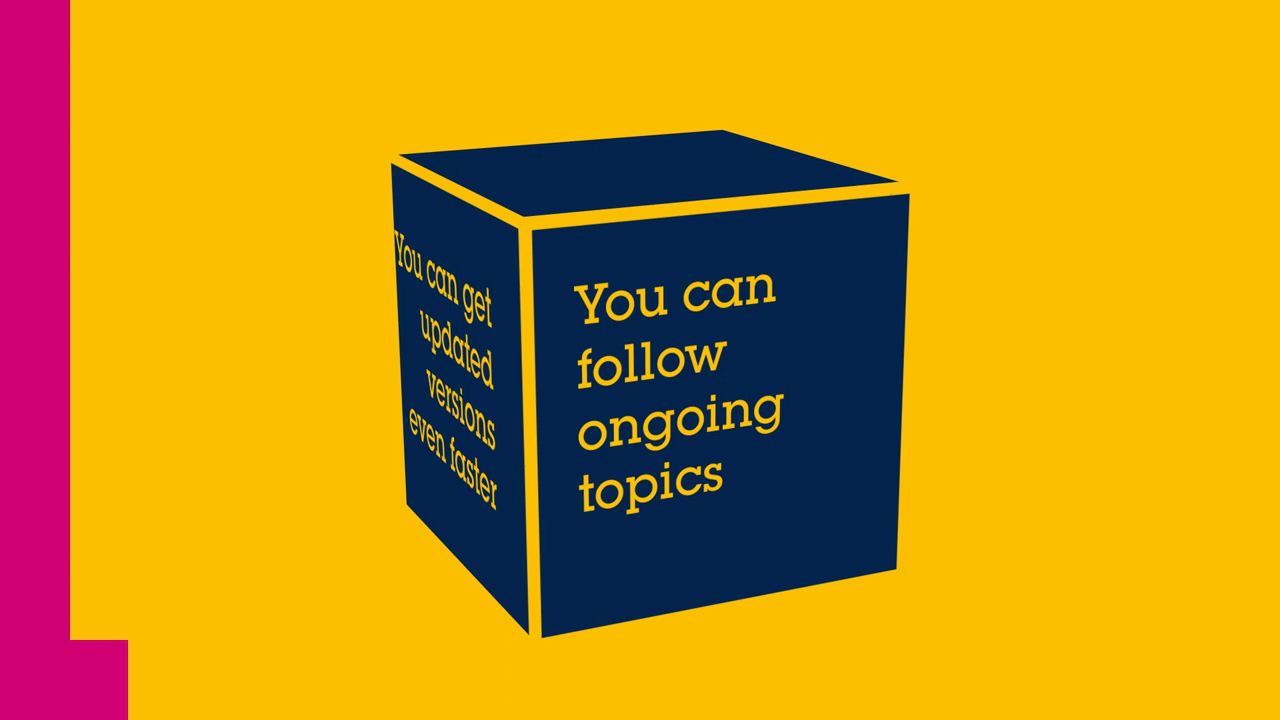 You can get
updated
versions
even faster
You can
follow
ongoing
topics